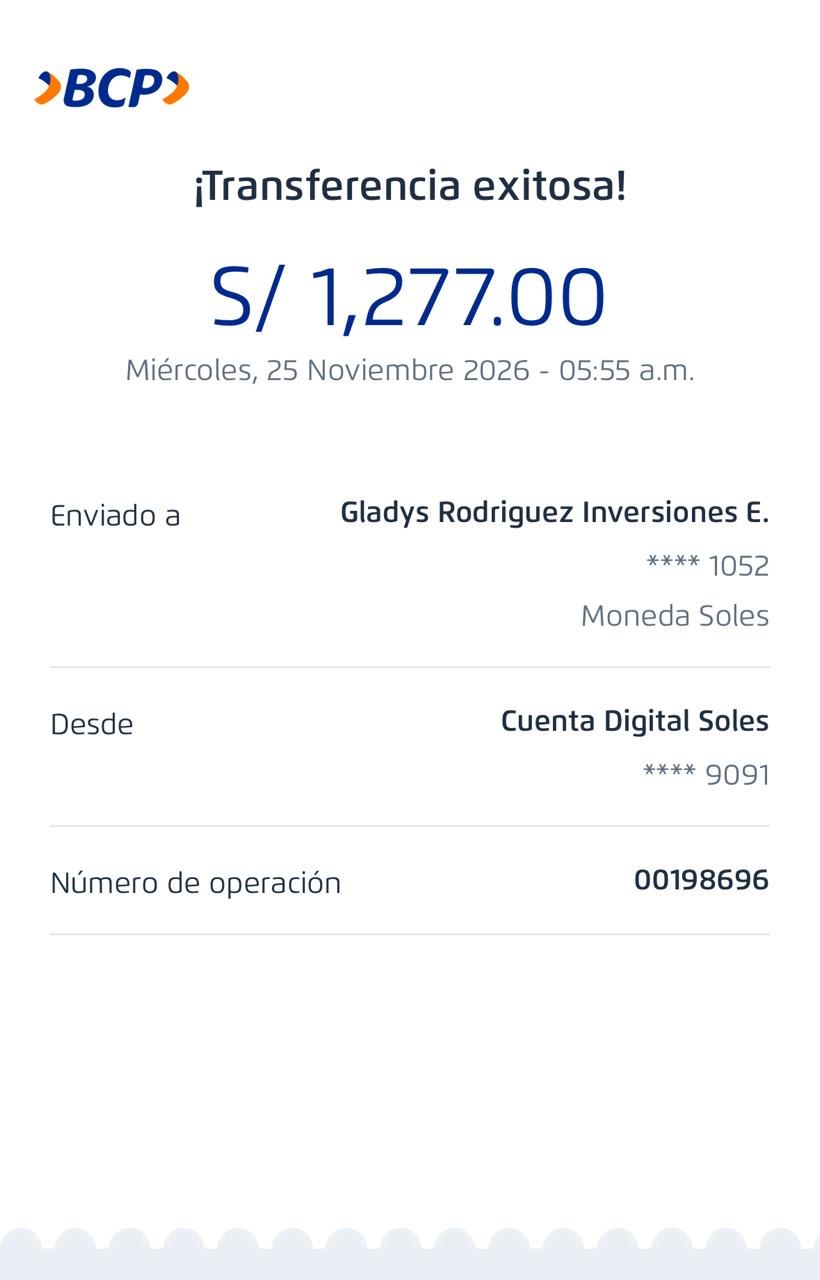 BCP
¡Transferencia exitosa!
S/ 1,277.00
Miércoles, 25 Noviembre 2026 - 05:55 a.m.
Enviado a
Gladys Rodriguez Inversiones E.
**** 1052
Moneda Soles
Desde
Cuenta Digital Soles
**** 9091
Número de operación
00198696